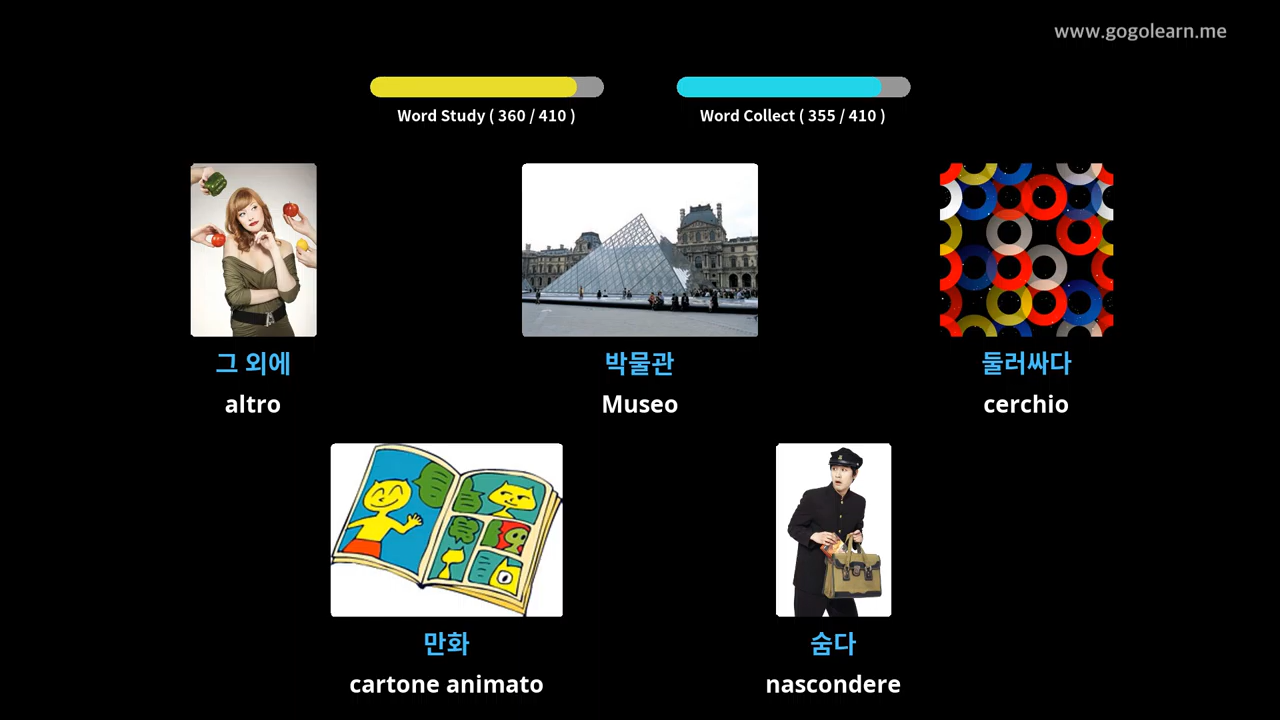 www.gogolearn.me
Word Study ( 360 / 410 )
Word Collect ( 355 / 410 )
그 외에
박물관
둘러싸다
altro
Museo
cerchio
만화
숨다
cartone animato
nascondere